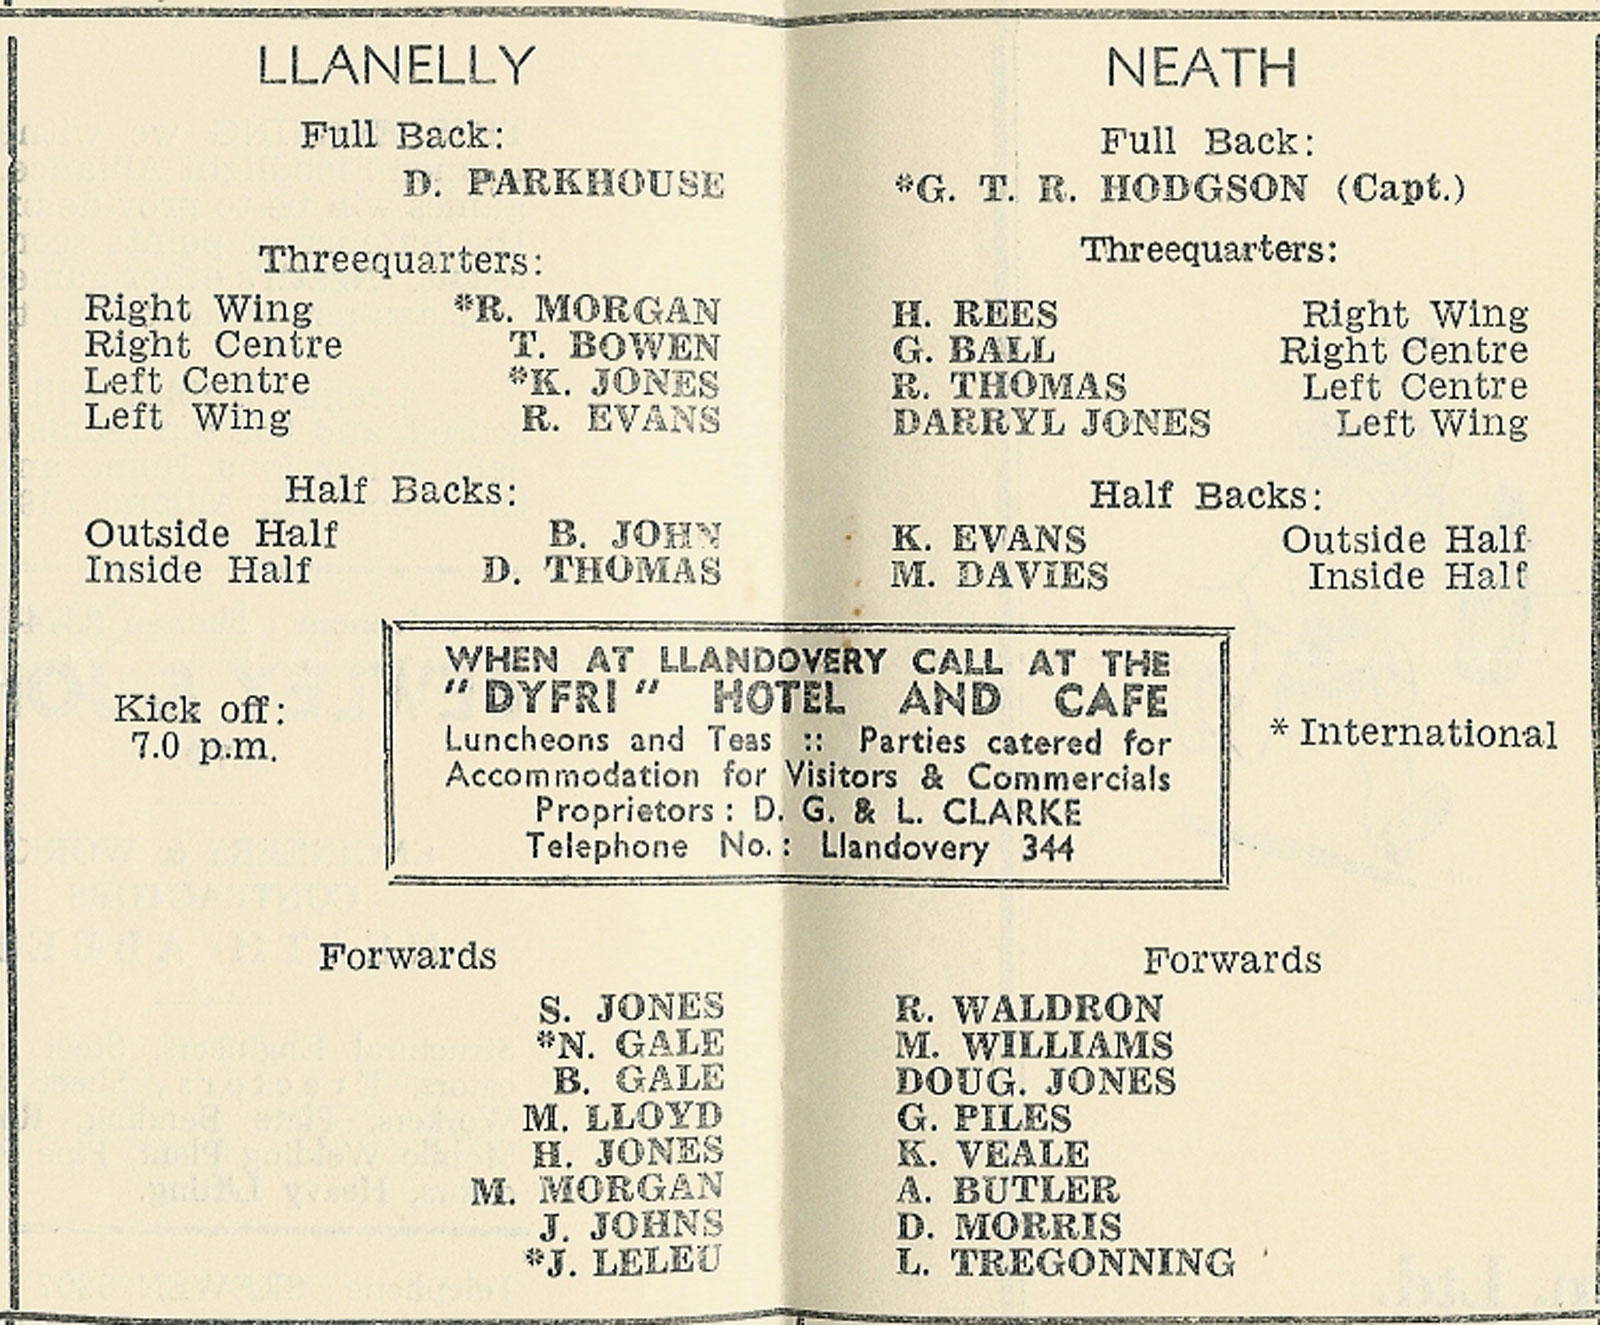 LLANELLY
Full Back:
D. PARKHOUSE
Threequarters:
Right Wing *R. MORGAN
Right Centre T. BOWEN
Left Centre *K. JONES
Left Wing R. EVANS
Half Backs:
Outside Half B. JOHN
Inside Half D. THOMAS
NEATH
Full Back:
*G. T. R. HODGSON (Capt.)
Threequarters:
H. REES Right Wing
G. BALL Right Centre
R. THOMAS Left Centre
DARRYL JONES Left Wing
Half Backs:
K. EVANS Outside Half
M. DAVIES Inside Half
Kick off:
7.0 p.m.
WHEN AT LLANDOVERY CALL AT THE
"DYFRI" HOTEL AND CAFE
Luncheons and Teas :: Parties catered for
Accommodation for Visitors & Commercials
Proprietors: D. G. & L. CLARKE
Telephone No.: Llandovery 344
* International
Forwards
S. JONES
*N. GALE
B. GALE
M. LLOYD
H. JONES
M. MORGAN
J. JOHNS
*J. LELEU
Forwards
R. WALDRON
M. WILLIAMS
DOUG. JONES
G. PILES
K. VEALE
A. BUTLER
D. MORRIS
L. TREGONNING